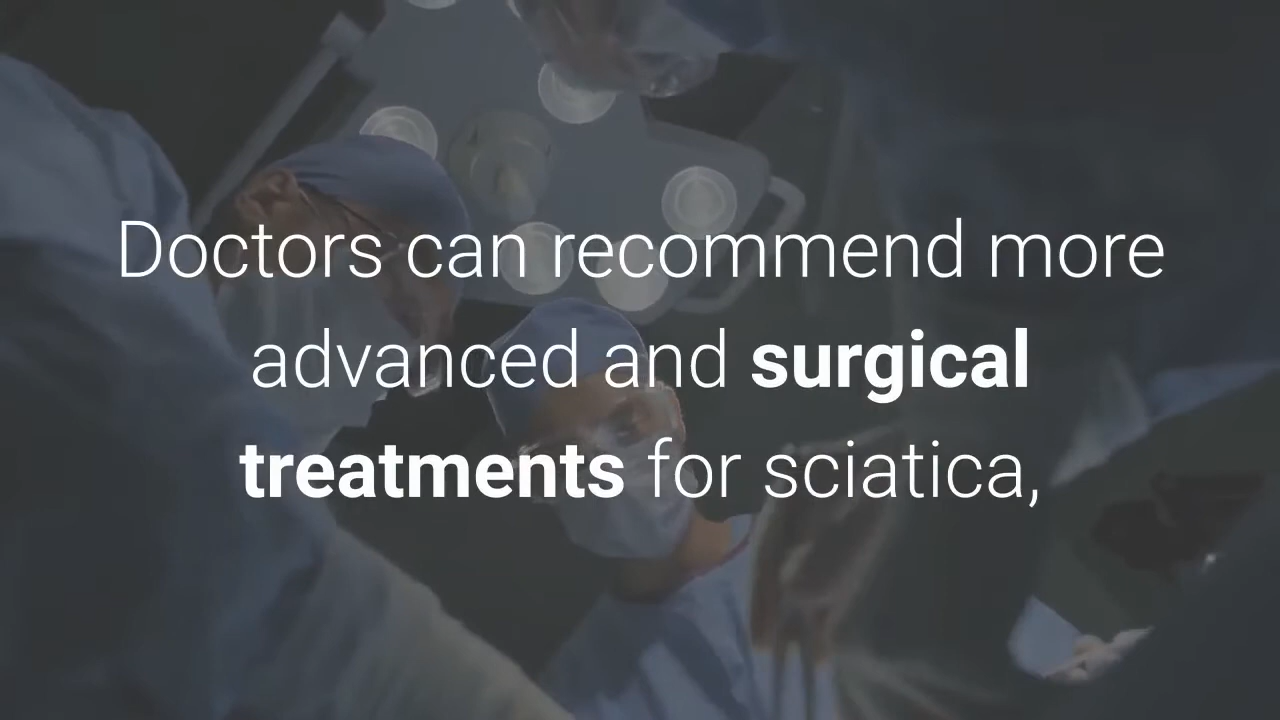 Doctors can recommend more
advanced and surgical
treatments for sciatica,